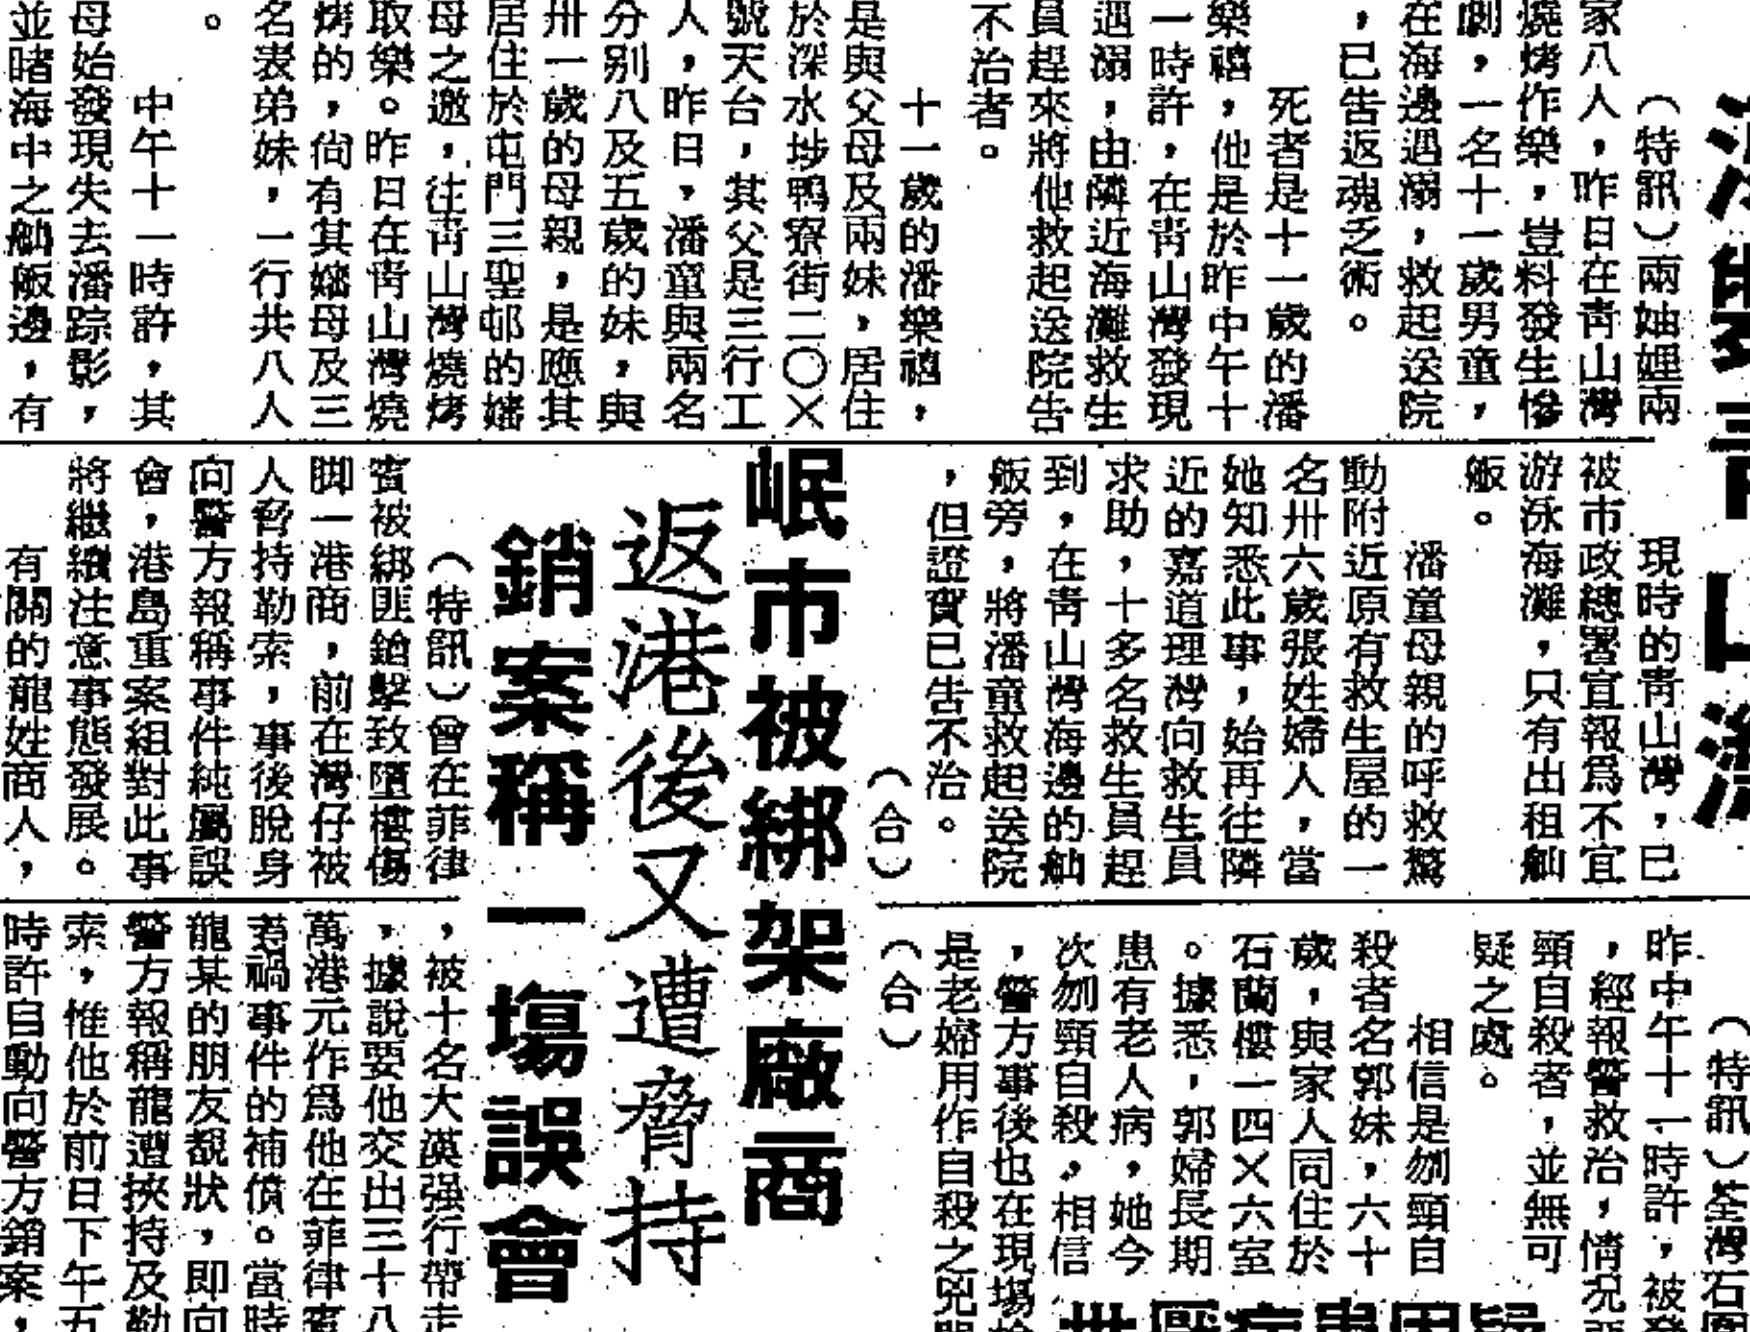 （特訊）兩妯娌兩
家八人，昨日在青山灣
燒烤作樂，豈料發生慘
劇，一名十一歲男童，
在海邊遇溺，救起送院
，已吿返魂乏術。
死者是十一歲的潘
樂禧，他是於昨中午十
一時許，在青山灣發現
遇溺，由隣近海灘救生
員趕來將他救起送院吿
不治者。
十一歲的潘樂禧，
是與父母及兩妹，居住
於深水埗鴨寮街二〇×
號天台，其父是三行工
人，昨日，潘童與兩名
分別八及五歲的妹，與
卅一歲的母親，是應其
居住於屯門三聖邨的嬸
母之邀，往青山灣燒烤
取樂。昨日在青山灣燒
烤的，尙有其嬸母及三
名表弟妹，一行共八人
。
中午十一時許，其
母始發現失去潘踪影，
並睹海中之舢舨邊，有
現時的青山灣，已
被市政總署宣報爲不宜
游泳海灘，只有出租舢
舨。
潘童母親的呼救驚
動附近原有救生屋的一
名卅六歲張姓婦人，當
她知悉此事，始再往隣
近的嘉道理灣向救生員
求助，十多名救生員趕
到，在青山灣海邊的舢
舨旁，將潘童救起送院
，但證實已吿不治。
（合）
岷市被綁架廠商
返港後又遭脅持
銷案稱一場誤會
（特訊）曾在菲律
賓被綁匪鎗擊致墮樓傷
脚一港商，前在灣仔被
人脅持勒索，事後脫身
向警方報稱事件純屬誤
會，港島重案組對此事
將繼續注意事態發展。
有關的龍姓商人，
，被十名大漢强行帶走
，據說要他交出三十八
萬港元作爲他在菲律賓
若禍事件的補償。當時
龍某的朋友覩狀，即向
警方報稱龍遭挾持及勒
索，惟他於前日下午五
時許自動向警方銷案，
（特訊）荃灣石圍
昨中午十一時許，被發
，經報警救治，情況
頸自殺者，並無可
疑之處。
相信是刎頸自
殺者名郭妹，六十
歲，與家人同住於
石蘭樓一四×六室
。據悉，郭婦長期
患有老人病，她今
次刎頸自殺，相信
，警方事後也在現場
是老婦用作自殺之兇
（合）